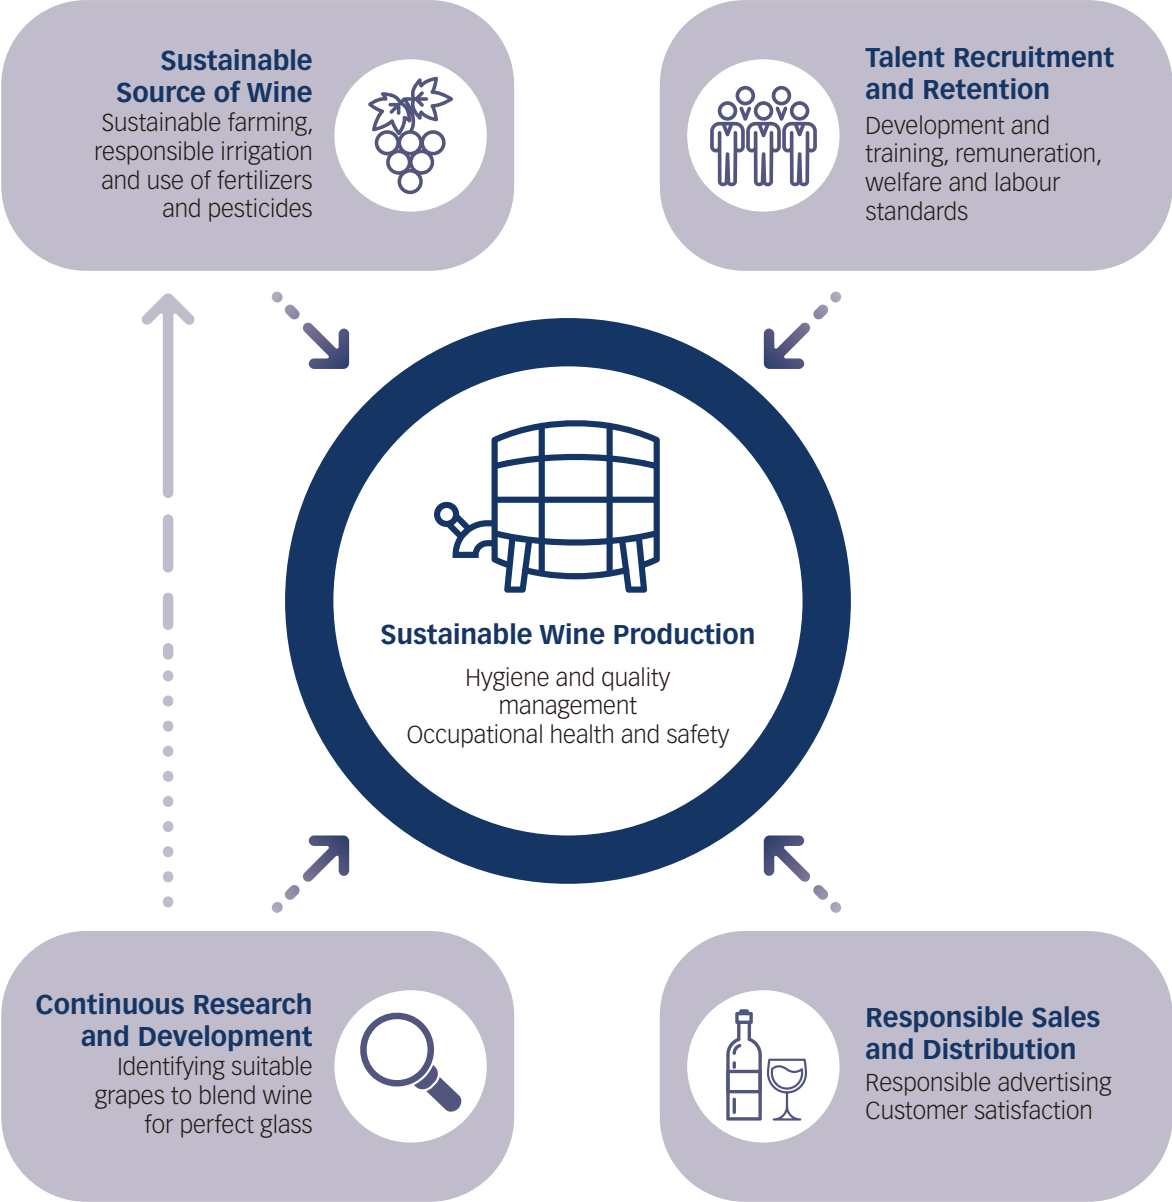 Sustainable
Source of Wine
Sustainable farming,
responsible irrigation
and use of fertilizers
and pesticides
Talent Recruitment
and Retention
Development and
training, remuneration,
welfare and labour
standards
Sustainable Wine Production
Hygiene and quality
management
Occupational health and safety
Continuous Research
and Development
Identifying suitable
grapes to blend wine
for perfect glass
Responsible Sales
and Distribution
Responsible advertising
Customer satisfaction